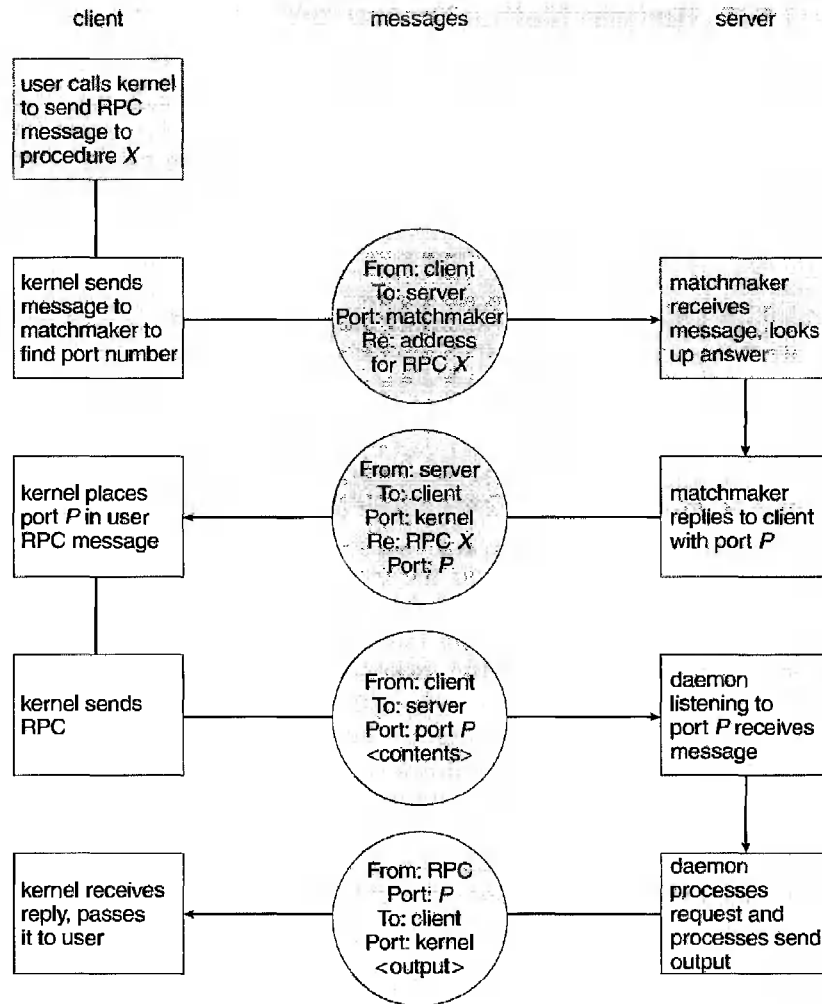 client
messages
server
user calls kernel
to send RPC
message to
procedure X
kernel sends
message to
matchmaker to
find port number
From: client
To: server
Port: matchmaker
Re: address
for RPC X
matchmaker
receives
message, looks
up answer
kernel places
port P in user
RPC message
From: server
To: client
Port: kernel
Re: RPC X
Port: P
matchmaker
replies to client
with port P
kernel sends
RPC
From: client
To: server
Port: port P
<contents>
daemon
listening to
port P receives
message
kernel receives
reply, passes
it to user
From: RPC
Port: P
To: client
Port: kernel
<output>
daemon
processes
request and
processes send
output